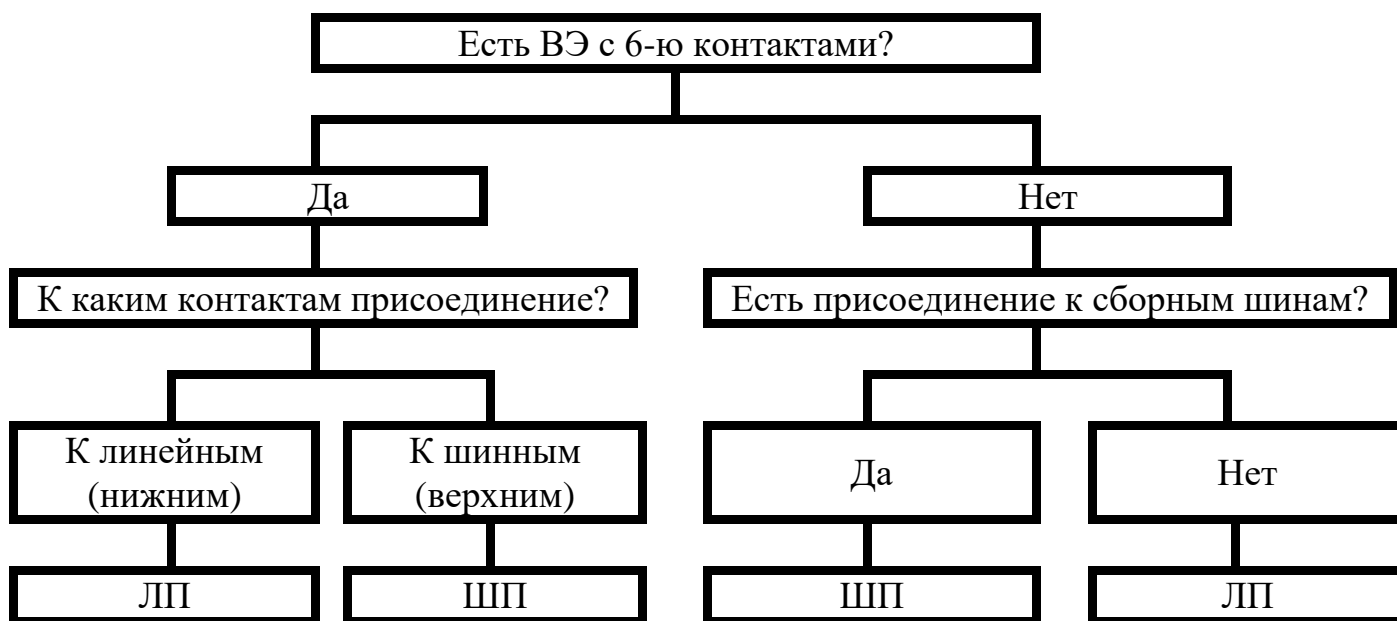 Есть ВЭ с 6-ю контактами?
Да
Нет
К каким контактам присоединение?
Есть присоединение к сборным шинам?
К линейным
(нижним)
К шинным
(верхним)
Да
Нет
ЛП
ШП
ШП
ЛП